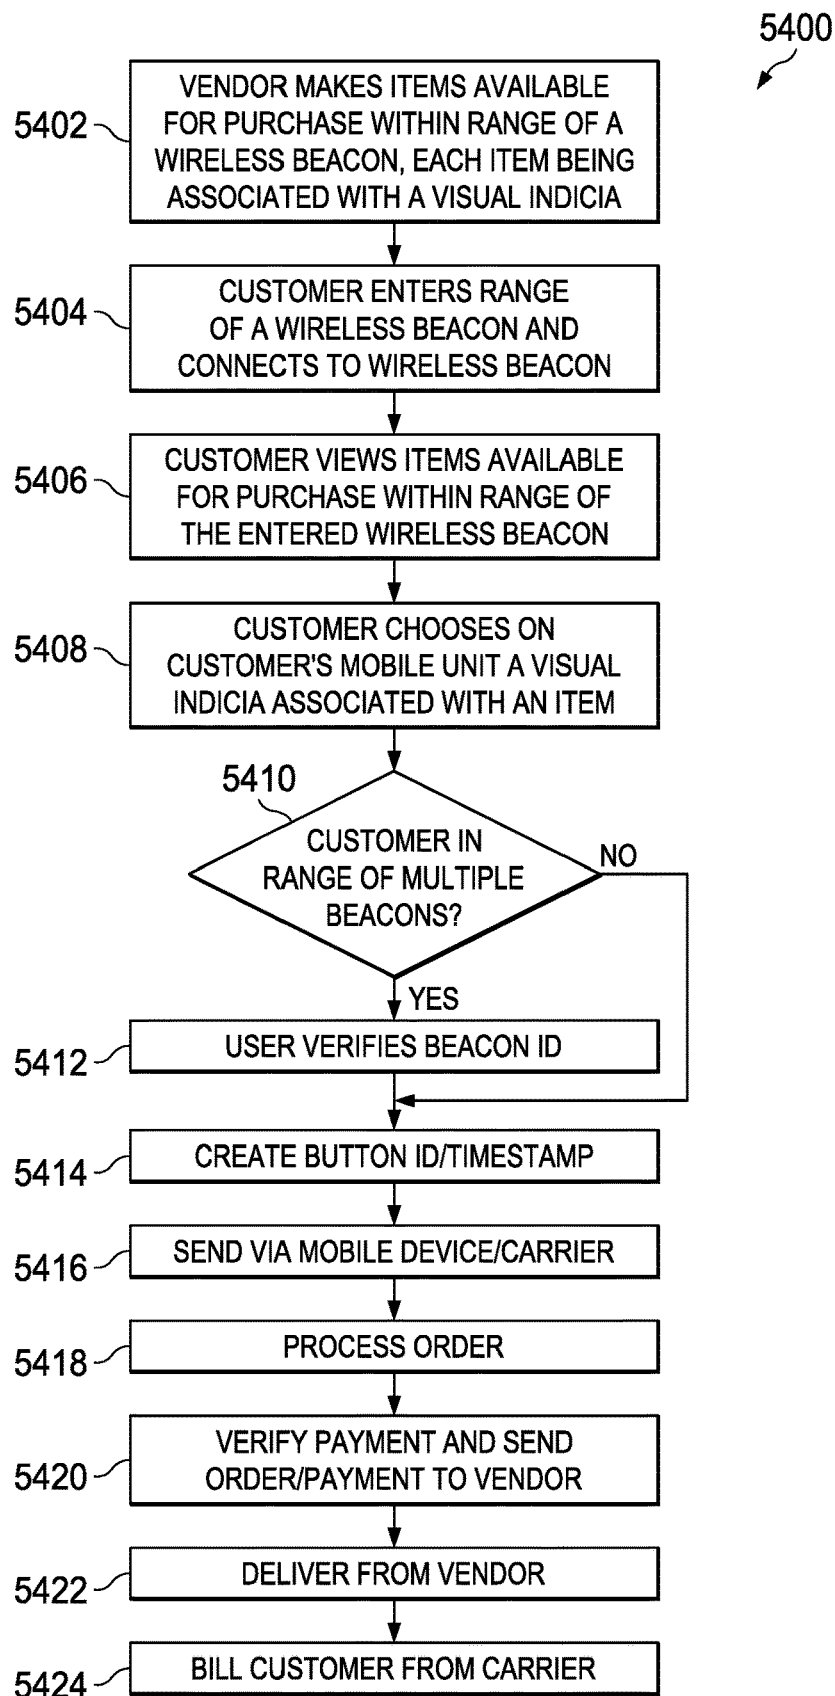 5400
5402
VENDOR MAKES ITEMS AVAILABLE
FOR PURCHASE WITHIN RANGE OF A
WIRELESS BEACON, EACH ITEM BEING
ASSOCIATED WITH A VISUAL INDICIA
5404
CUSTOMER ENTERS RANGE
OF A WIRELESS BEACON AND
CONNECTS TO WIRELESS BEACON
5406
CUSTOMER VIEWS ITEMS AVAILABLE
FOR PURCHASE WITHIN RANGE OF
THE ENTERED WIRELESS BEACON
5408
CUSTOMER CHOOSES ON
CUSTOMER'S MOBILE UNIT A VISUAL
INDICIA ASSOCIATED WITH AN ITEM
5410
CUSTOMER IN
RANGE OF MULTIPLE
BEACONS?
NO
YES
5412
USER VERIFIES BEACON ID
5414
CREATE BUTTON ID/TIMESTAMP
5416
SEND VIA MOBILE DEVICE/CARRIER
5418
PROCESS ORDER
5420
VERIFY PAYMENT AND SEND
ORDER/PAYMENT TO VENDOR
5422
DELIVER FROM VENDOR
5424
BILL CUSTOMER FROM CARRIER